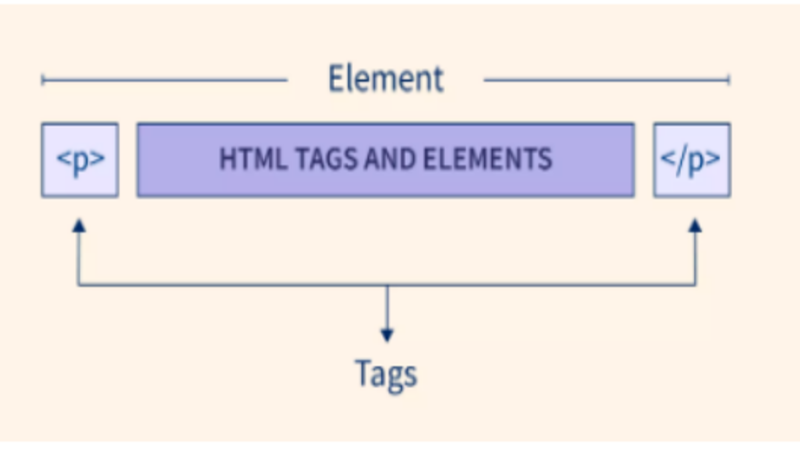 Element
<p> HTML TAGS AND ELEMENTS </p>
Tags